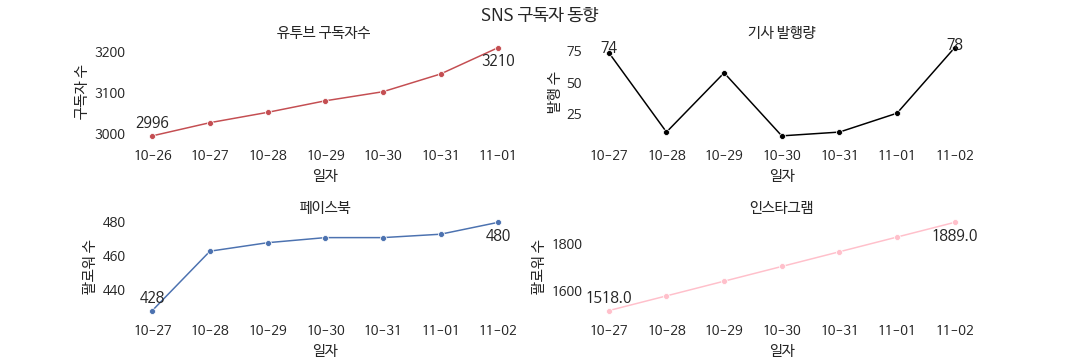 SNS 구독자 동향
유튜브 구독자수
구독자 수
3200
3100
3000
2996
3210
10-26 10-27 10-28 10-29 10-30 10-31 11-01
일자
기사 발행량
발행 수
75
50
25
74
78
10-27 10-28 10-29 10-30 10-31 11-01 11-02
일자
페이스북
팔로워 수
480
460
440
428
480
10-27 10-28 10-29 10-30 10-31 11-01 11-02
일자
인스타그램
팔로워 수
1800
1600
1518.0
1889.0
10-27 10-28 10-29 10-30 10-31 11-01 11-02
일자